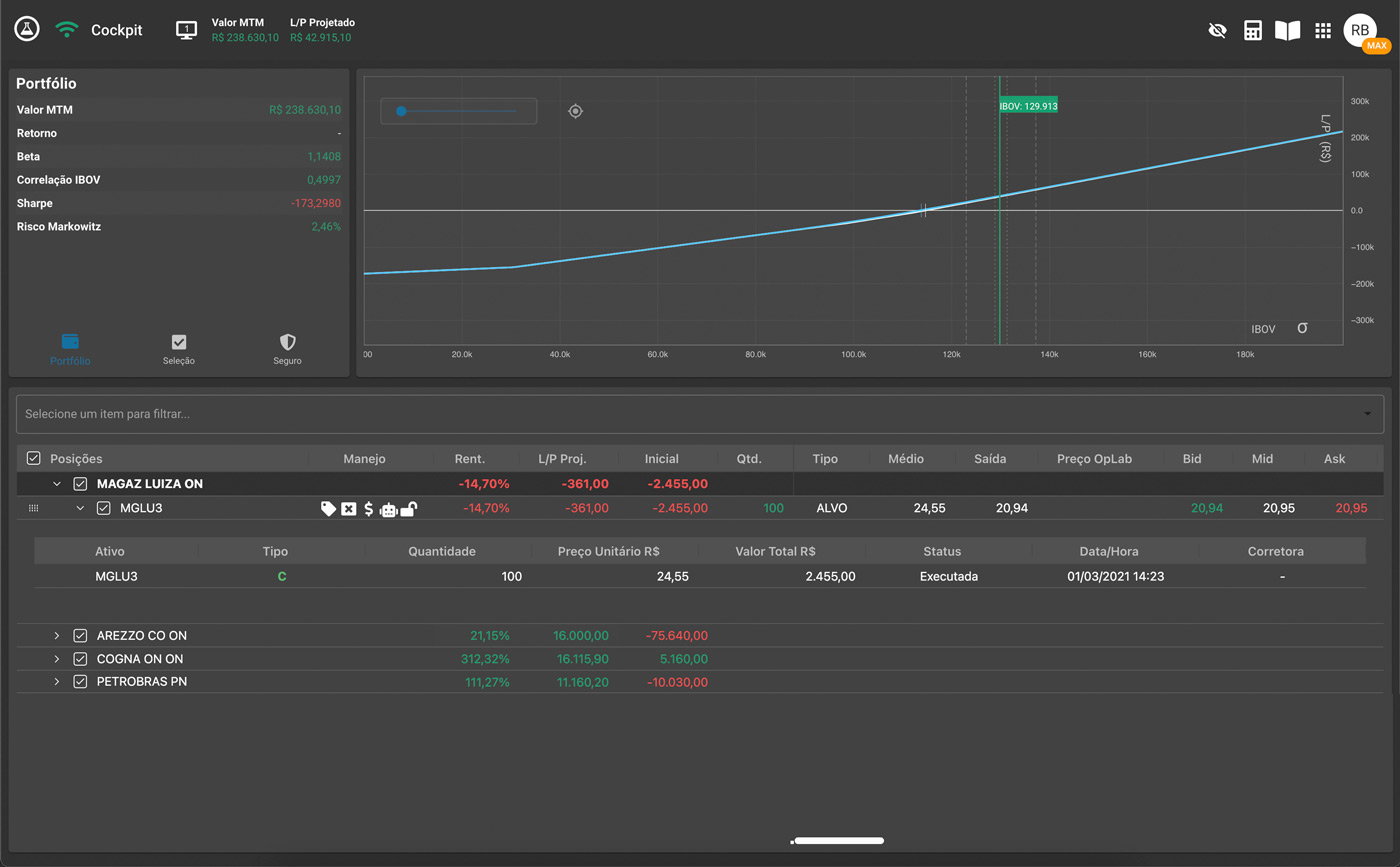 Cockpit
1
Valor MTM L/P Projetado
R$ 238.630,10 R$ 42.915,10
RB
MAX
Portfólio
Valor MTM R$ 238.630,10
Retorno -
Beta 1,1408
Correlação IBOV 0,4997
Sharpe -173,2980
Risco Markowitz 2,46%
Portfólio Seleção Seguro
IBOV: 129.913
L/P (R$)
300k
200k
100k
0.0
−100k
−200k
−300k
IBOV σ
00 20.0k 40.0k 60.0k 80.0k 100.0k 120k 140k 160k 180k
Selecione um item para filtrar...
Posições Manejo Rent. L/P Proj. Inicial Qtd. Tipo Médio Saída Preço OpLab Bid Mid Ask
MAGAZ LUIZA ON -14,70% -361,00 -2.455,00
MGLU3 $ -14,70% -361,00 -2.455,00 100 ALVO 24,55 20,94 20,94 20,95 20,95
Ativo Tipo Quantidade Preço Unitário R$ Valor Total R$ Status Data/Hora Corretora
MGLU3 C 100 24,55 2.455,00 Executada 01/03/2021 14:23 -
AREZZO CO ON 21,15% 16.000,00 -75.640,00
COGNA ON ON 312,32% 16.115,90 5.160,00
PETROBRAS PN 111,27% 11.160,20 -10.030,00